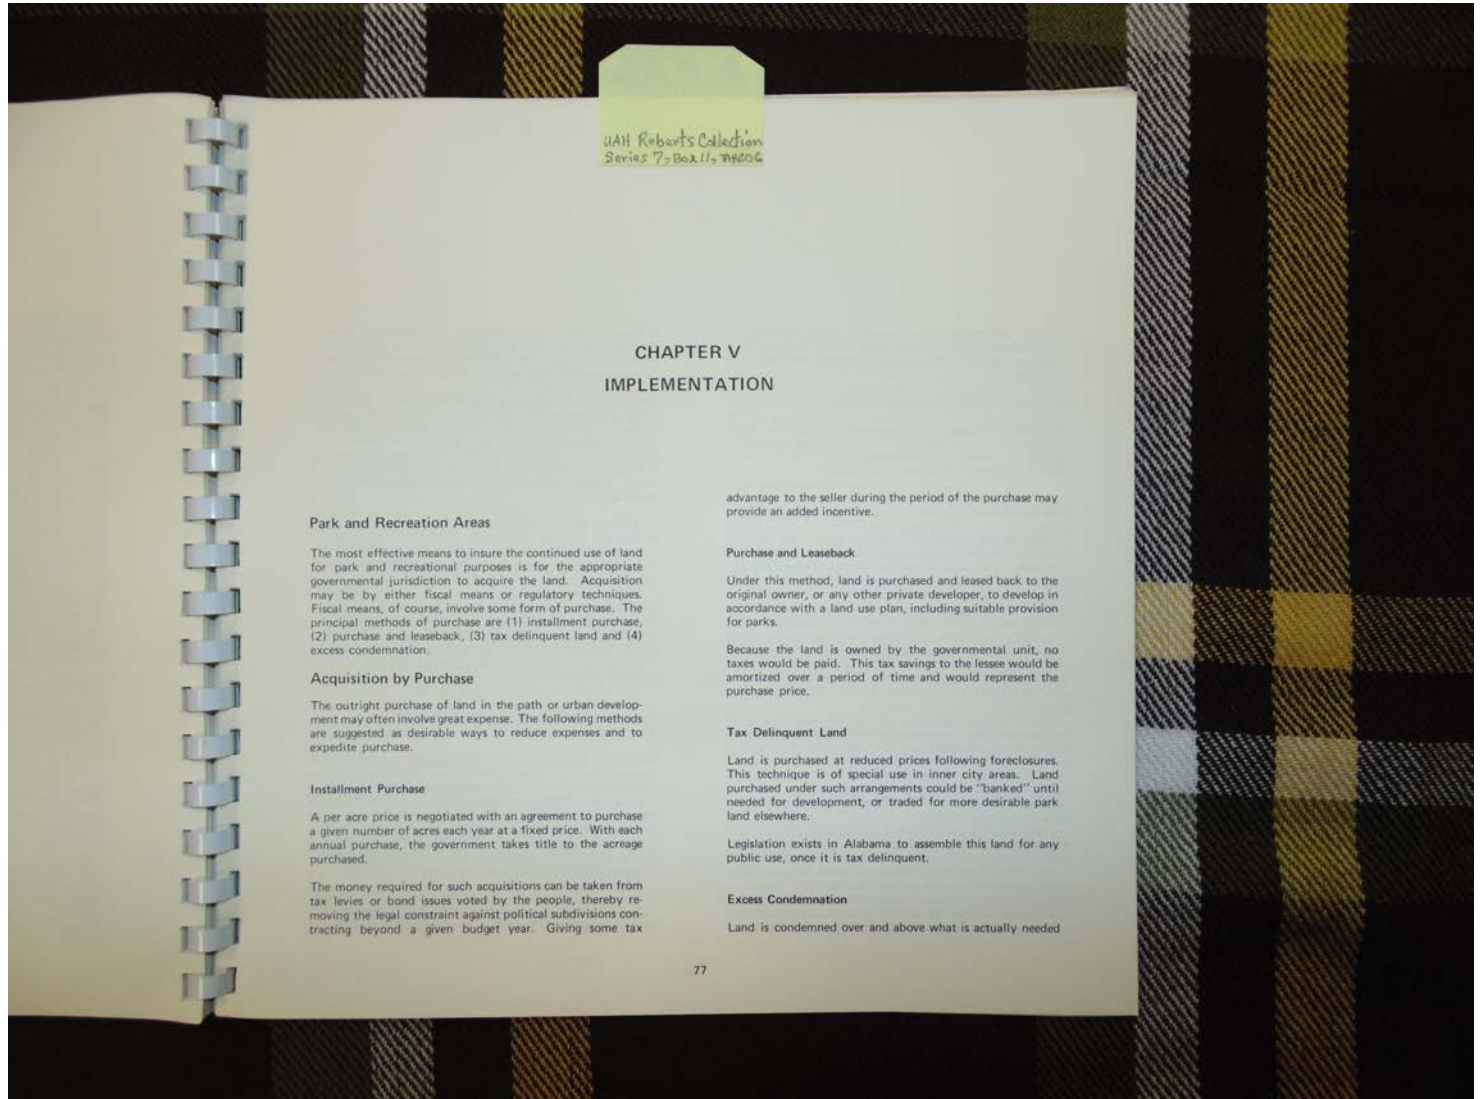 UAH Roberts Collection
Series 7, Box 11, TARCOG
CHAPTER V
IMPLEMENTATION
Park and Recreation Areas
The most effective means to insure the continued use of land
for park and recreational purposes is for the appropriate
governmental jurisdiction to acquire the land. Acquisition
may be by either fiscal means or regulatory techniques.
Fiscal means, of course, involve some form of purchase. The
principal methods of purchase are (1) installment purchase,
(2) purchase and leaseback, (3) tax delinquent land and (4)
excess condemnation.
Acquisition by Purchase
The outright purchase of land in the path or urban develop-
ment may often involve great expense. The following methods
are suggested as desirable ways to reduce expenses and to
expedite purchase.
Installment Purchase
A per acre price is negotiated with an agreement to purchase
a given number of acres each year at a fixed price. With each
annual purchase, the government takes title to the acreage
purchased.
The money required for such acquisitions can be taken from
tax levies or bond issues voted by the people, thereby re-
moving the legal constraint against political subdivisions con-
tracting beyond a given budget year. Giving some tax
advantage to the seller during the period of the purchase may
provide an added incentive.
Purchase and Leaseback
Under this method, land is purchased and leased back to the
original owner, or any other private developer, to develop in
accordance with a land use plan, including suitable provision
for parks.
Because the land is owned by the governmental unit, no
taxes would be paid. This tax savings to the lessee would be
amortized over a period of time and would represent the
purchase price.
Tax Delinquent Land
Land is purchased at reduced prices following foreclosures.
This technique is of special use in inner city areas. Land
purchased under such arrangements could be "banked" until
needed for development, or traded for more desirable park
land elsewhere.
Legislation exists in Alabama to assemble this land for any
public use, once it is tax delinquent.
Excess Condemnation
Land is condemned over and above what is actually needed
77